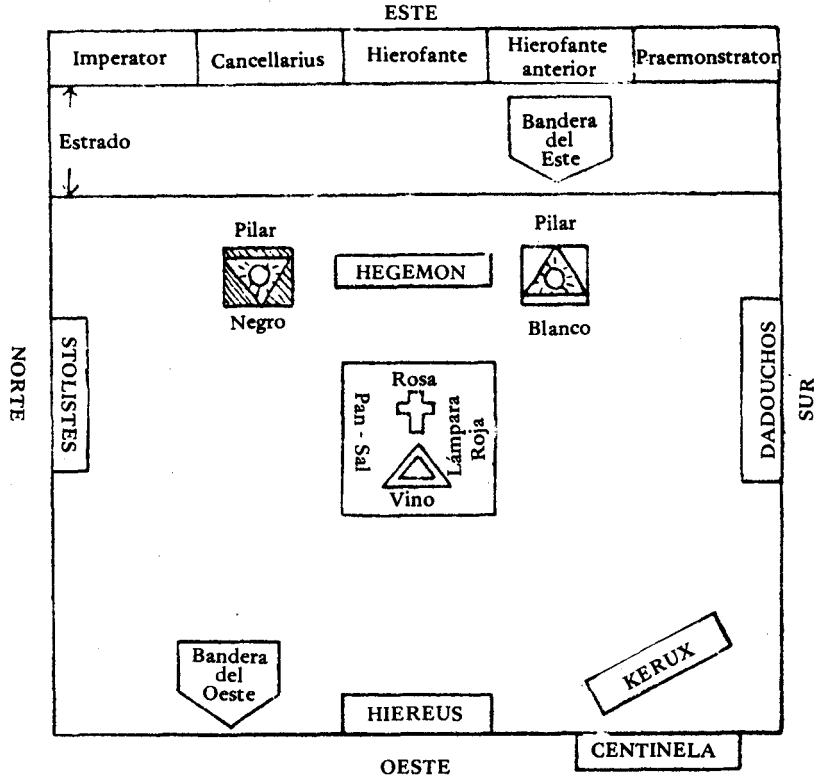 ESTE
Imperator
Cancellarius
Hierofante
Hierofante
anterior
Praemonstrator
Estrado
Bandera
del
Este
Pilar
Negro
HEGEMON
Pilar
Blanco
NORTE
STOLISTES
Rosa
Pan - Sal
Lámpara
Roja
Vino
DADOUCHOS
SUR
Bandera
del
Oeste
HIEREUS
KERUX
CENTINELA
OESTE